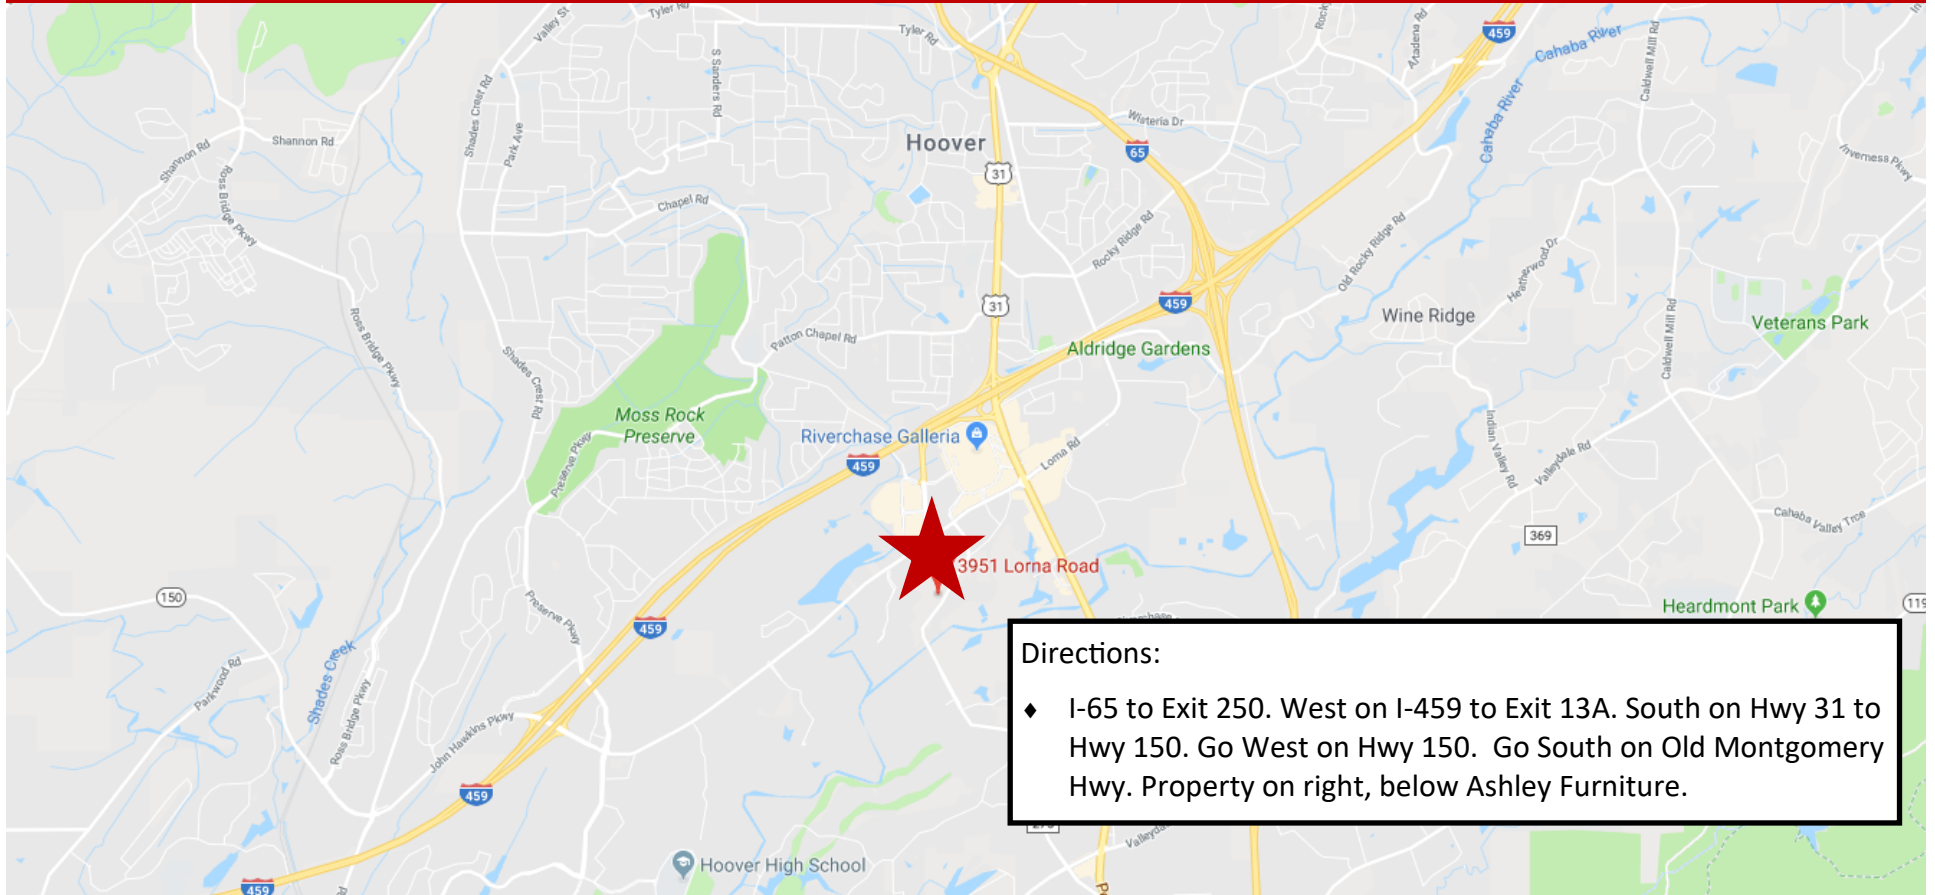 Tyler Rd
Valley St
Tyler Rd
Rocky
Altadena Rd
459
Cahaba River
Caldwell Mill Rd
S Sanders Rd
Shades Crest Rd
Park Ave
Cahaba River
Wisteria Dr
65
Hoover
31
Shannon Rd
Shannon Rd
Inverness Pkwy
Ross Bridge Pkwy
Chapel Rd
Rocky Ridge Rd
Old Rocky Ridge Rd
Heatherwood Dr
459
31
Wine Ridge
Veterans Park
Ross Bridge Pkwy
Patton Chapel Rd
Aldridge Gardens
Caldwell Mill Rd
Shades Crest Rd
Moss Rock
Preserve
Riverchase Galleria
Lorna Rd
Preserve Pkwy
459
Indian Valley Rd
Valleydale Rd
Cahaba Valley Trce
369
3951 Lorna Road
150
Preserve Pkwy
Heardmont Park
119
459
Shades Creek
Parkwood Rd
Ross Bridge Pkwy
John Hawkins Pkwy
Directions:
♦ I-65 to Exit 250. West on I-459 to Exit 13A. South on Hwy 31 to
Hwy 150. Go West on Hwy 150.  Go South on Old Montgomery
Hwy. Property on right, below Ashley Furniture.
459
Hoover High School
459